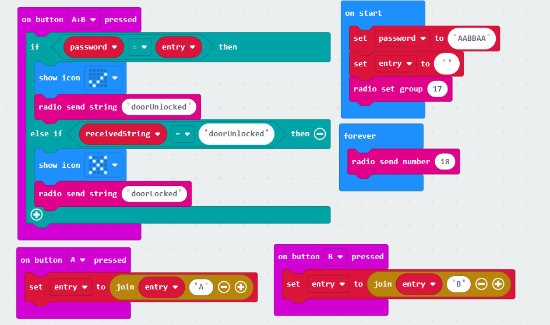 on button A+B pressed
if password = entry then
show icon
radio send string "doorUnlocked"
else if receivedString = "doorUnlocked" then
show icon
radio send string "doorLocked"
on start
set password to "AABBAA"
set entry to ""
radio set group 17
forever
radio send number 18
on button A pressed
set entry to join entry "A"
on button B pressed
set entry to join entry "B"